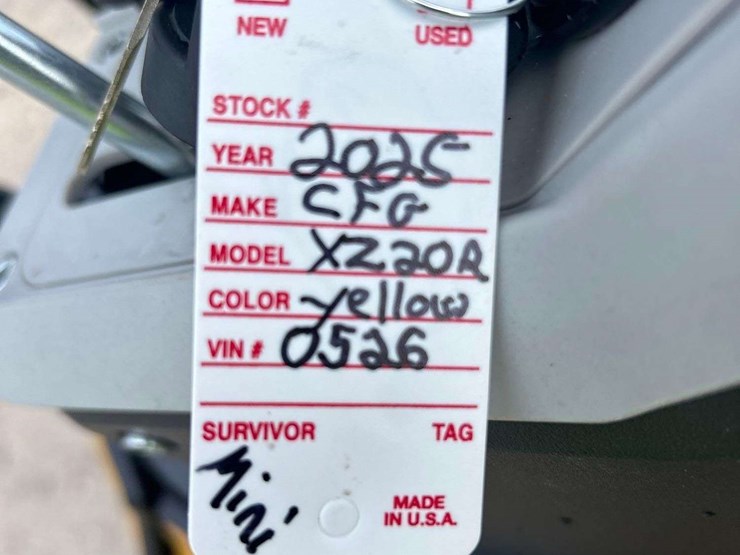 NEW USED
STOCK #
YEAR 2025
MAKE CFG
MODEL XZ20R
COLOR yellow
VIN # 0526
SURVIVOR TAG
Mini
MADE
IN U.S.A.